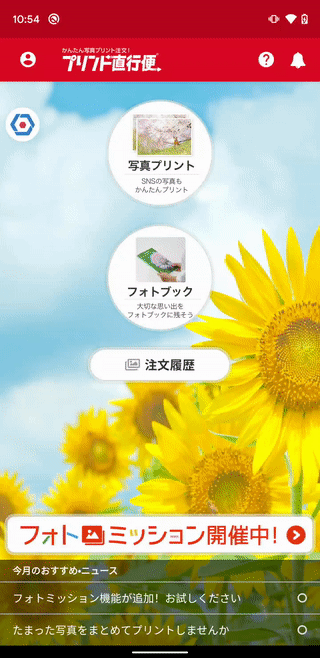 10:54
かんたん写真プリント注文!
プリント直行便
写真プリント
SNSの写真も
かんたんプリント
フォトブック
大切な思い出を
フォトブックに残そう
注文履歴
フォトミッション開催中!
今月のおすすめ・ニュース
フォトミッション機能が追加! お試しください
たまった写真をまとめてプリントしませんか